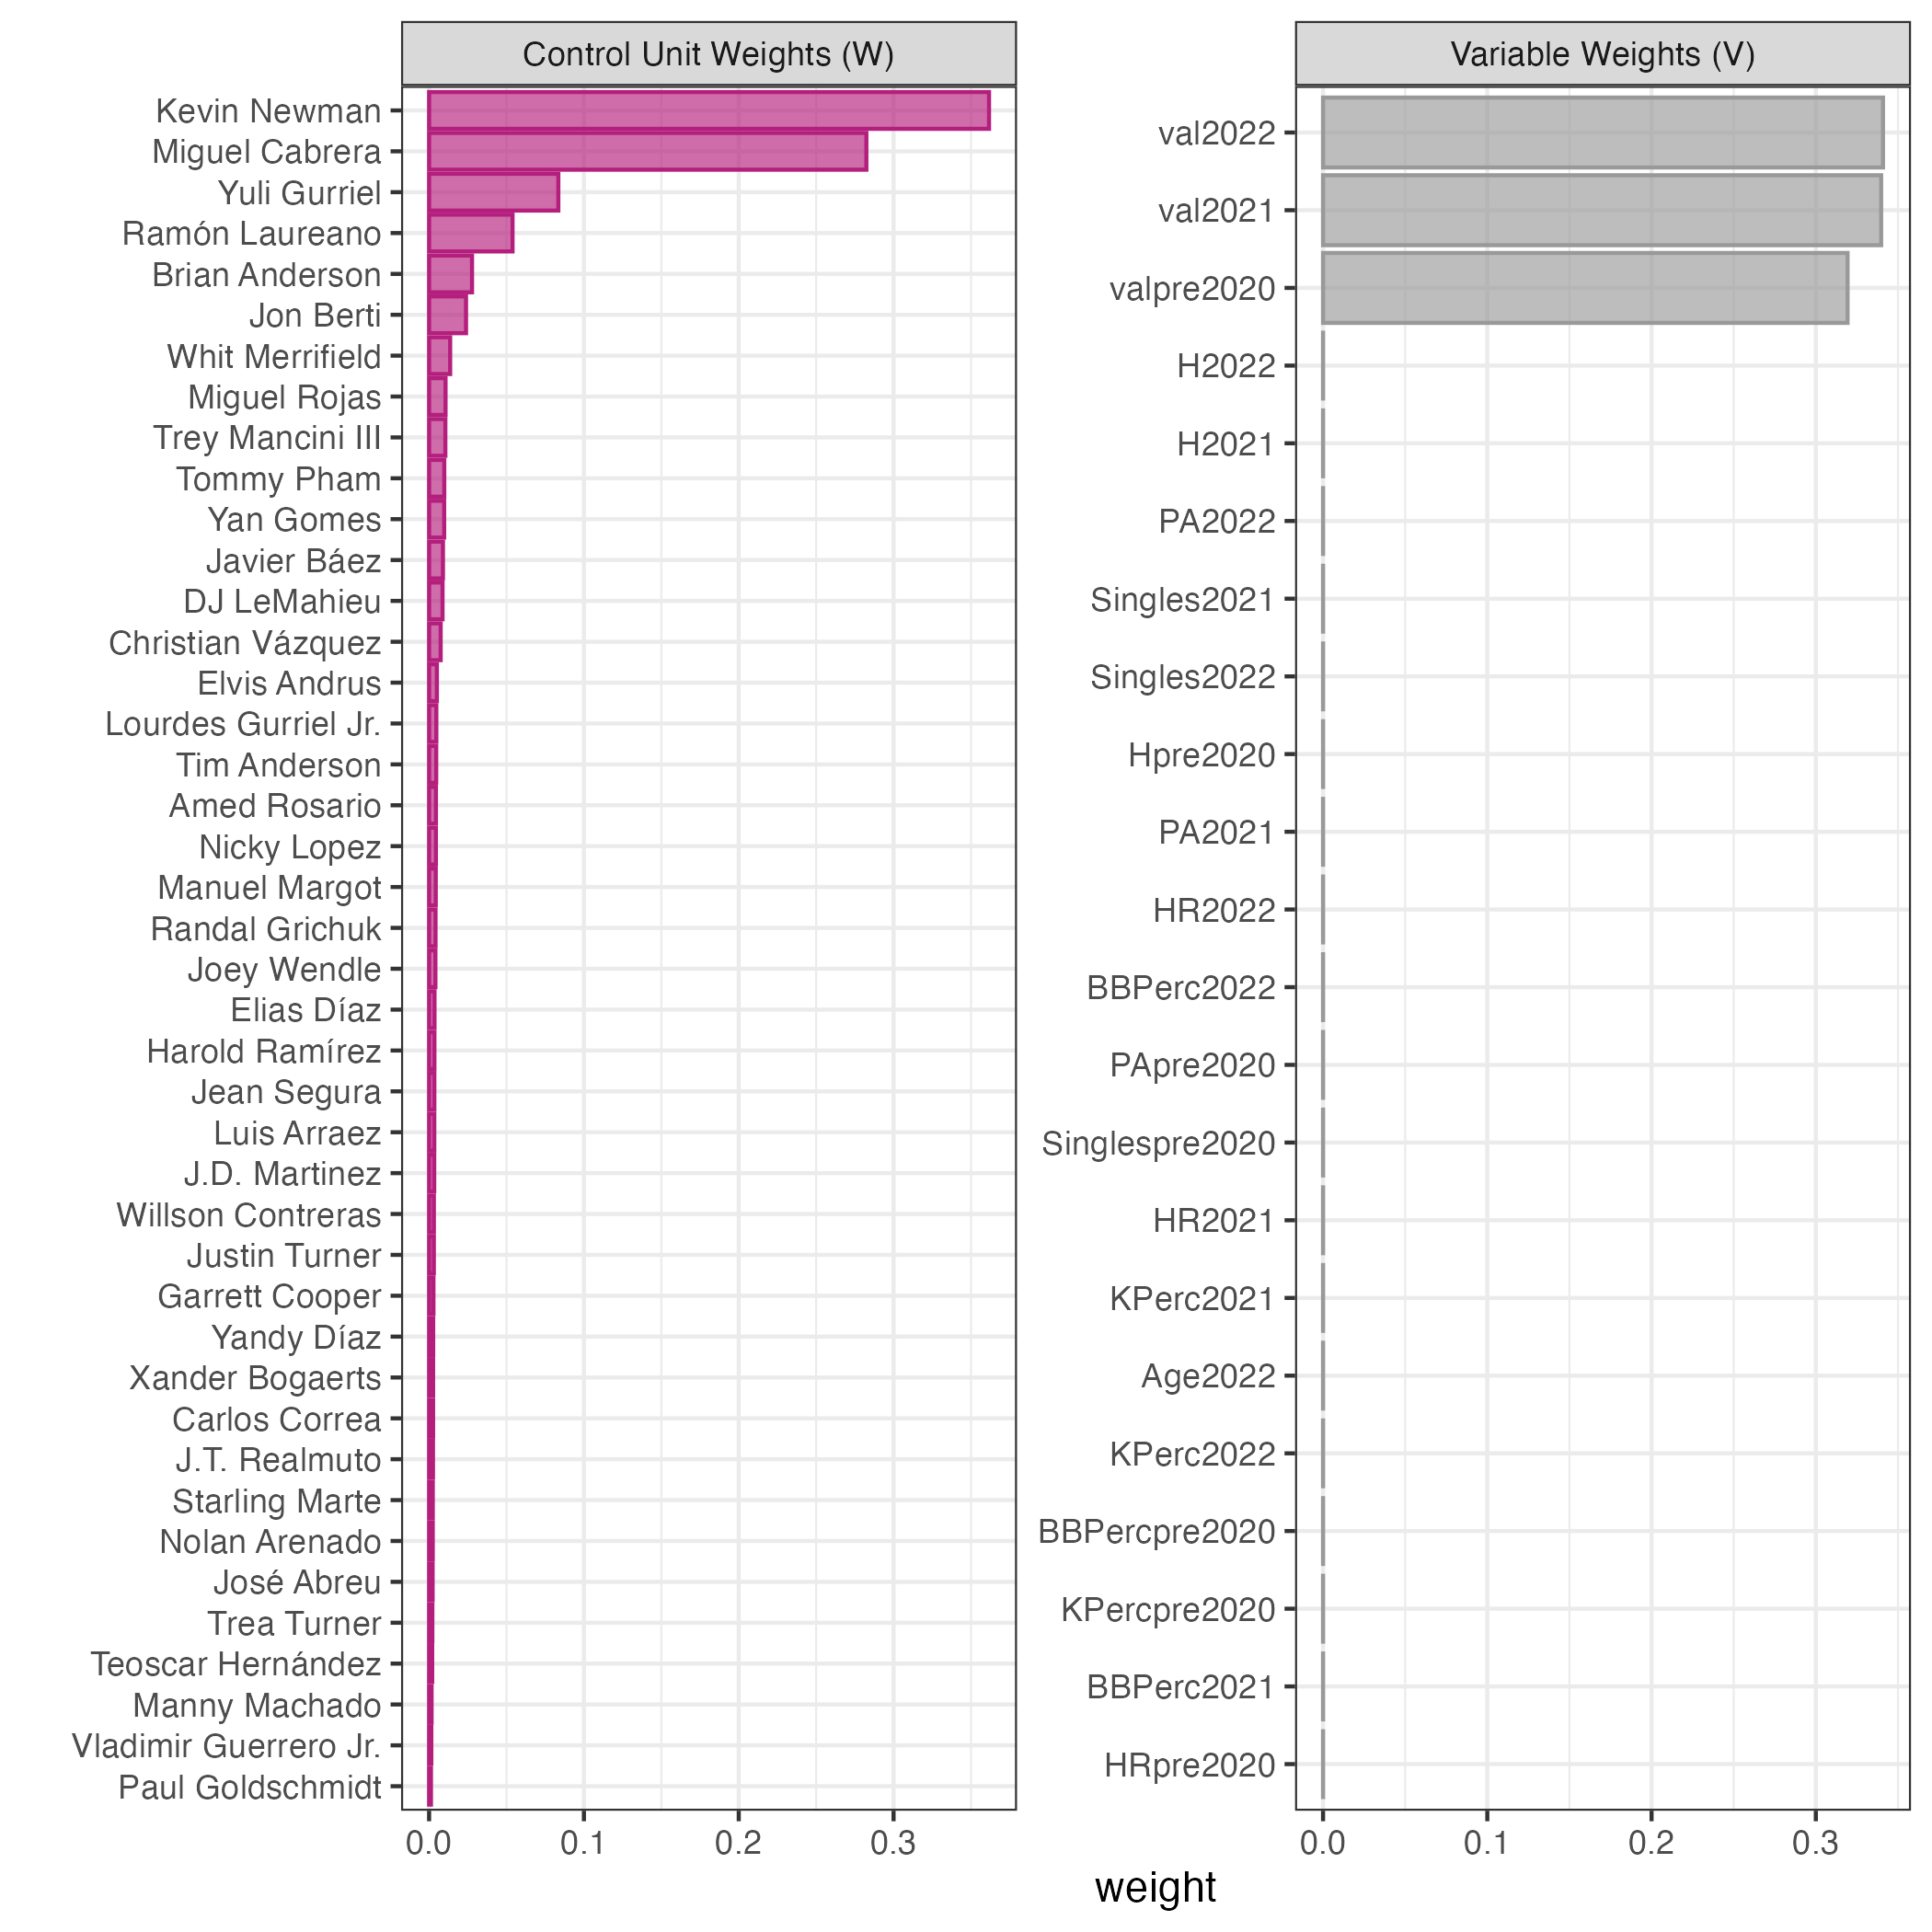 Control Unit Weights (W)
Kevin Newman
Miguel Cabrera
Yuli Gurriel
Ramón Laureano
Brian Anderson
Jon Berti
Whit Merrifield
Miguel Rojas
Trey Mancini III
Tommy Pham
Yan Gomes
Javier Báez
DJ LeMahieu
Christian Vázquez
Elvis Andrus
Lourdes Gurriel Jr.
Tim Anderson
Amed Rosario
Nicky Lopez
Manuel Margot
Randal Grichuk
Joey Wendle
Elias Díaz
Harold Ramírez
Jean Segura
Luis Arraez
J.D. Martinez
Willson Contreras
Justin Turner
Garrett Cooper
Yandy Díaz
Xander Bogaerts
Carlos Correa
J.T. Realmuto
Starling Marte
Nolan Arenado
José Abreu
Trea Turner
Teoscar Hernández
Manny Machado
Vladimir Guerrero Jr.
Paul Goldschmidt
0.0 0.1 0.2 0.3
Variable Weights (V)
val2022
val2021
valpre2020
H2022
H2021
PA2022
Singles2021
Singles2022
Hpre2020
PA2021
HR2022
BBPerc2022
PApre2020
Singlespre2020
HR2021
KPerc2021
Age2022
KPerc2022
BBPercpre2020
KPercpre2020
BBPerc2021
HRpre2020
0.0 0.1 0.2 0.3
weight